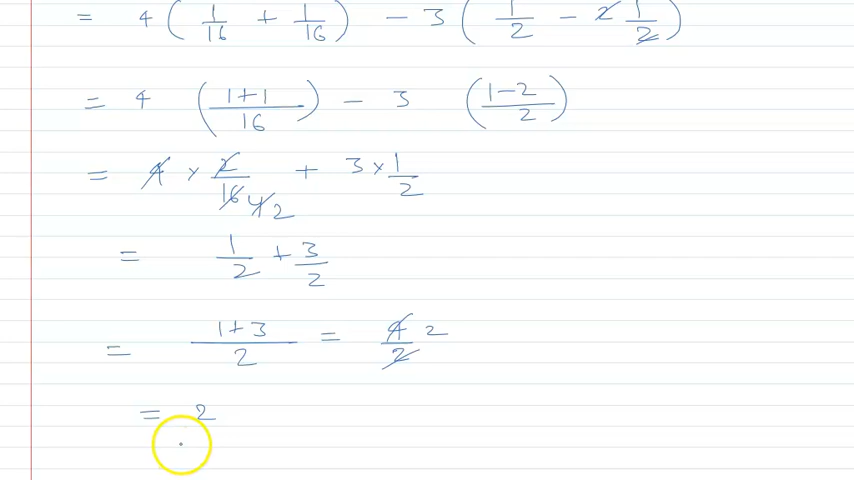 = 4 ( 1/16 + 1/16 ) - 3 ( 1/2 - 2 1/2 )
= 4 ( 1+1/16 ) - 3 ( 1-2/2 )
= 4 × 2/16 4 2 + 3 × 1/2
= 1/2 + 3/2
= 1+3/2 = 4/2 2
= 2